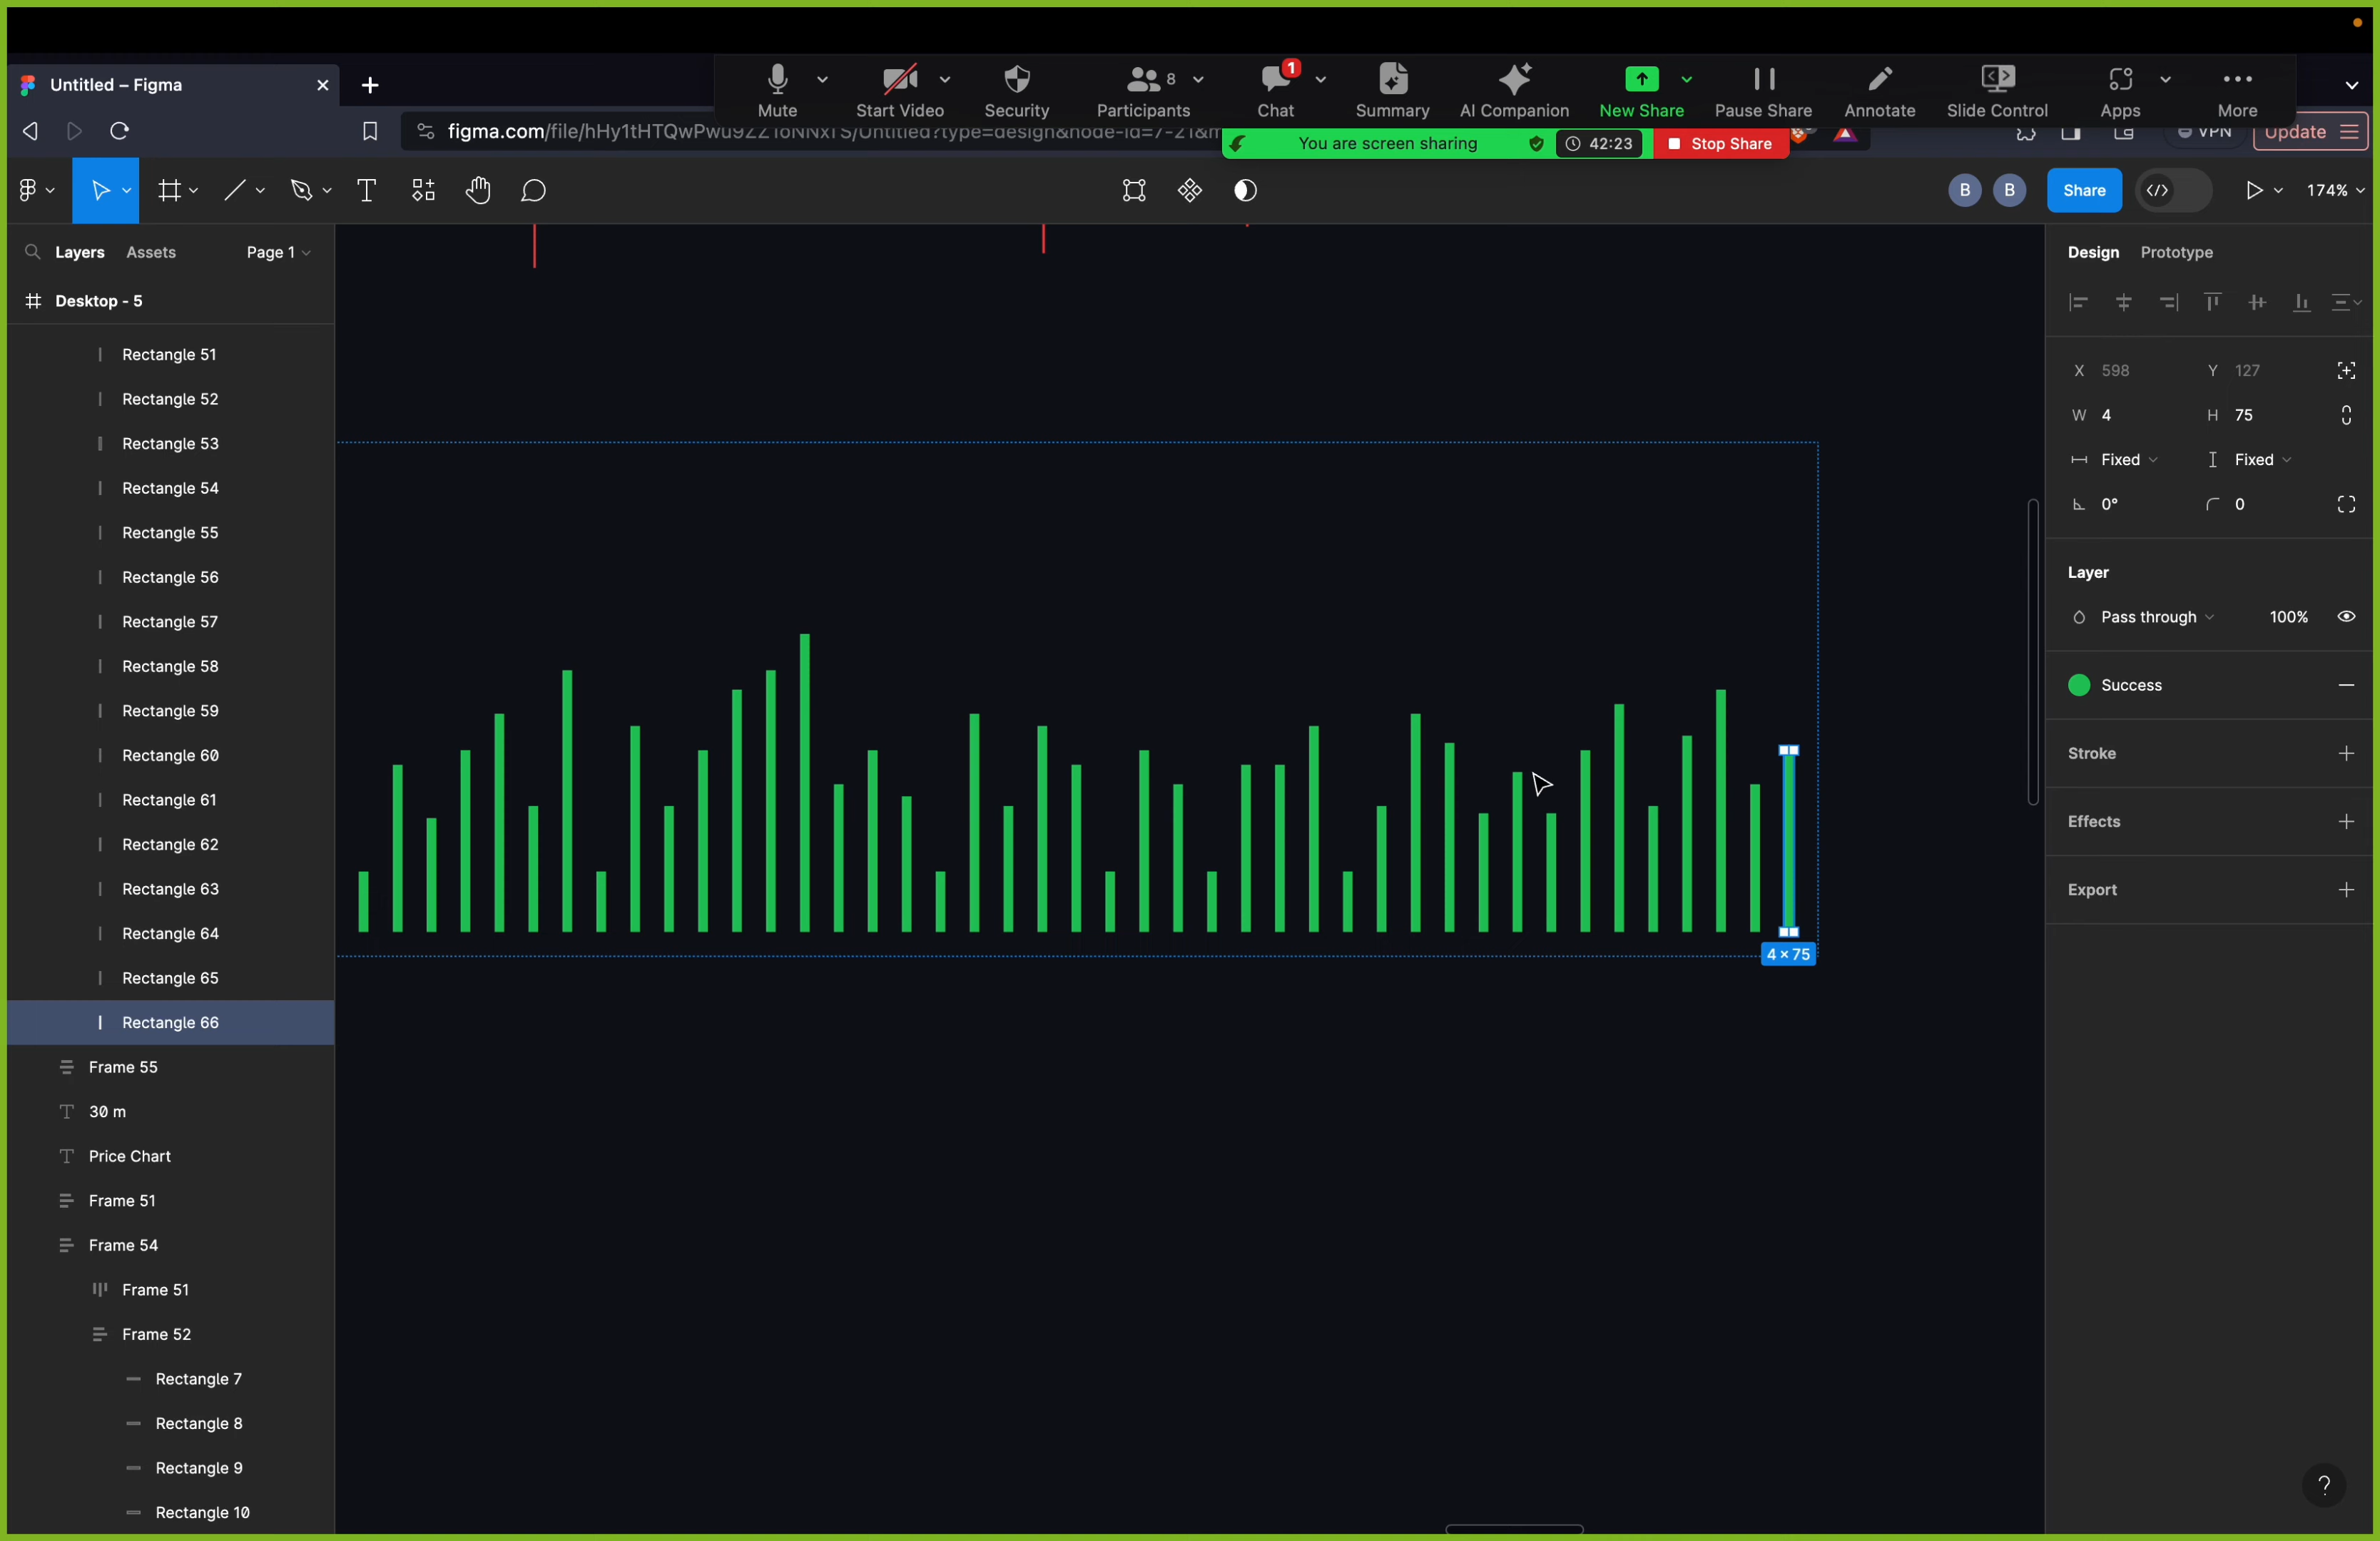 Untitled – Figma
Mute
Start Video
Security
8
Participants
1
Chat
Summary
AI Companion
New Share
Pause Share
Annotate
Slide Control
Apps
More
You are screen sharing
42:23
Stop Share
VPN
Update
B
B
Share
174%
Layers
Assets
Page 1
Desktop - 5
Rectangle 51
Rectangle 52
Rectangle 53
Rectangle 54
Rectangle 55
Rectangle 56
Rectangle 57
Rectangle 58
Rectangle 59
Rectangle 60
Rectangle 61
Rectangle 62
Rectangle 63
Rectangle 64
Rectangle 65
Rectangle 66
Frame 55
30 m
Price Chart
Frame 51
Frame 54
Frame 51
Frame 52
Rectangle 7
Rectangle 8
Rectangle 9
Rectangle 10
4 × 75
Design
Prototype
X 598
Y 127
W 4
H 75
Fixed
Fixed
0°
0
Layer
Pass through
100%
Success
Stroke
Effects
Export
?